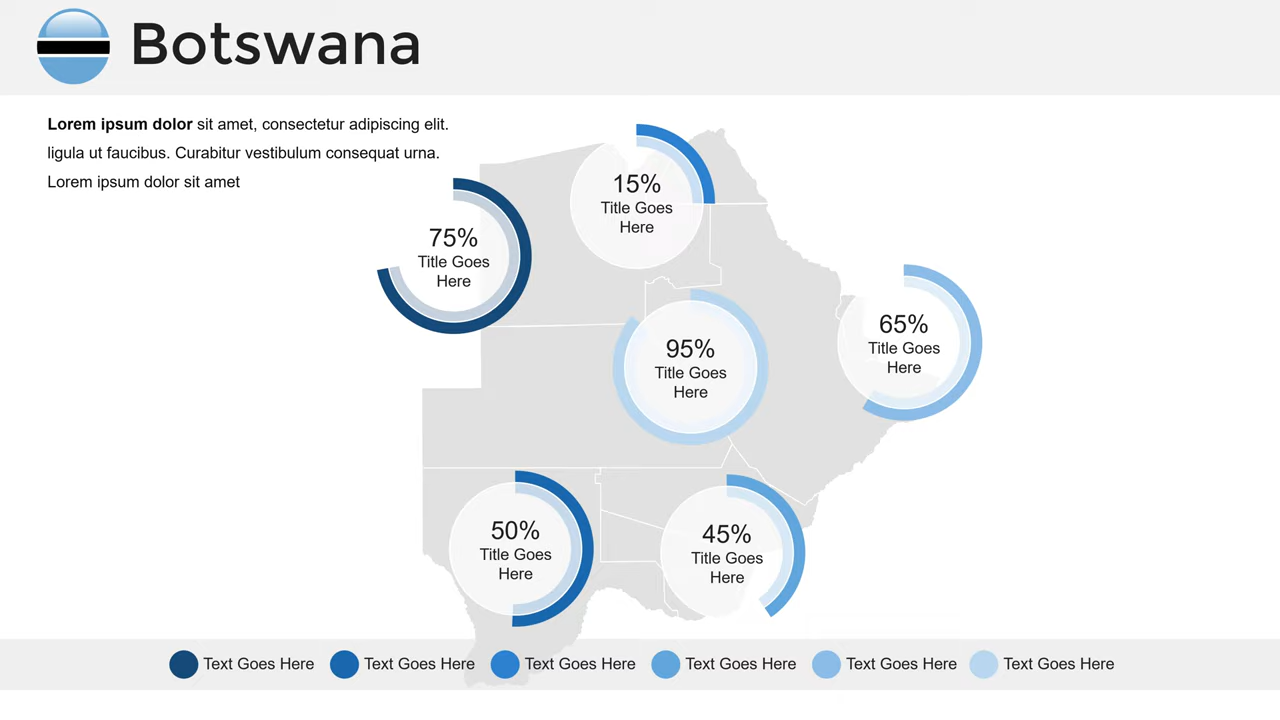 Botswana
Lorem ipsum dolor sit amet, consectetur adipiscing elit.
ligula ut faucibus. Curabitur vestibulum consequat urna.
Lorem ipsum dolor sit amet
15%
Title Goes
Here
75%
Title Goes
Here
65%
Title Goes
Here
95%
Title Goes
Here
50%
Title Goes
Here
45%
Title Goes
Here
Text Goes Here
Text Goes Here
Text Goes Here
Text Goes Here
Text Goes Here
Text Goes Here